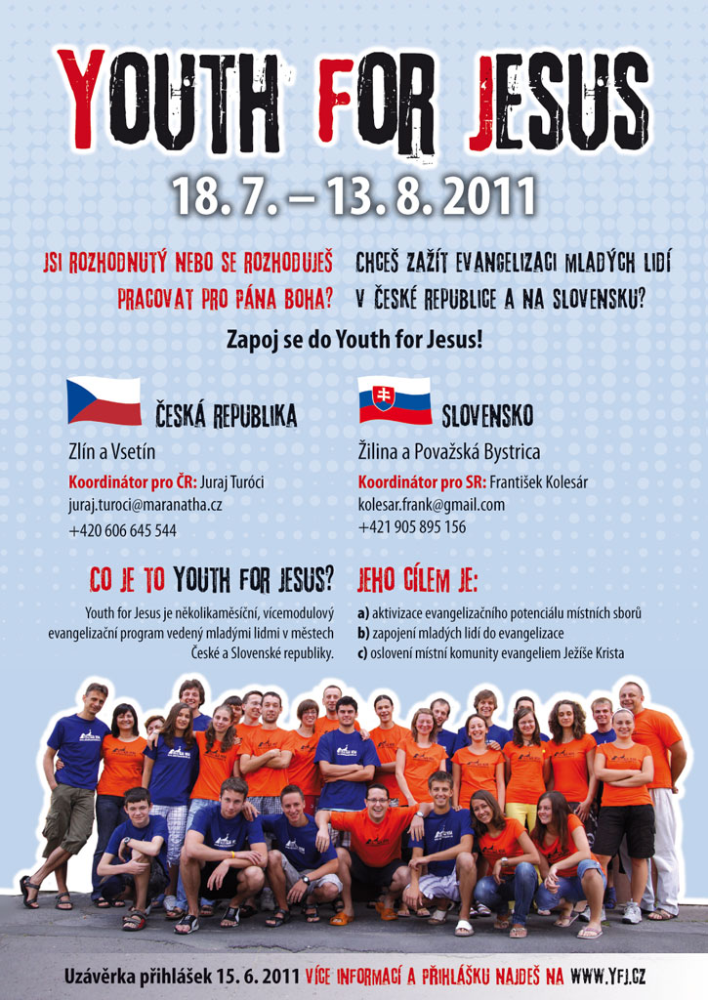 YOUTH FOR JESUS
18. 7. – 13. 8. 2011
JSI ROZHODNUTÝ NEBO SE ROZHODUJEŠ
PRACOVAT PRO PÁNA BOHA?
CHCEŠ ZAŽÍT EVANGELIZACI MLADÝCH LIDÍ
V ČESKÉ REPUBLICE A NA SLOVENSKU?
Zapoj se do Youth for Jesus!
ČESKÁ REPUBLIKA
Zlín a Vsetín
Koordinátor pro ČR: Juraj Turóci
juraj.turoci@maranatha.cz
+420 606 645 544
SLOVENSKO
Žilina a Považská Bystrica
Koordinátor pro SR: František Kolesár
kolesar.frank@gmail.com
+421 905 895 156
CO JE TO YOUTH FOR JESUS?
Youth for Jesus je několikaměsíční, vícemodulový
evangelizační program vedený mladými lidmi v městech
České a Slovenské republiky.
JEHO CÍLEM JE:
a) aktivizace evangelizačního potenciálu místních sborů
b) zapojení mladých lidí do evangelizace
c) oslovení místní komunity evangeliem Ježíše Krista
Uzávěrka přihlášek 15. 6. 2011 VÍCE INFORMACÍ A PŘIHLÁŠKU NAJDEŠ NA WWW.YFJ.CZ